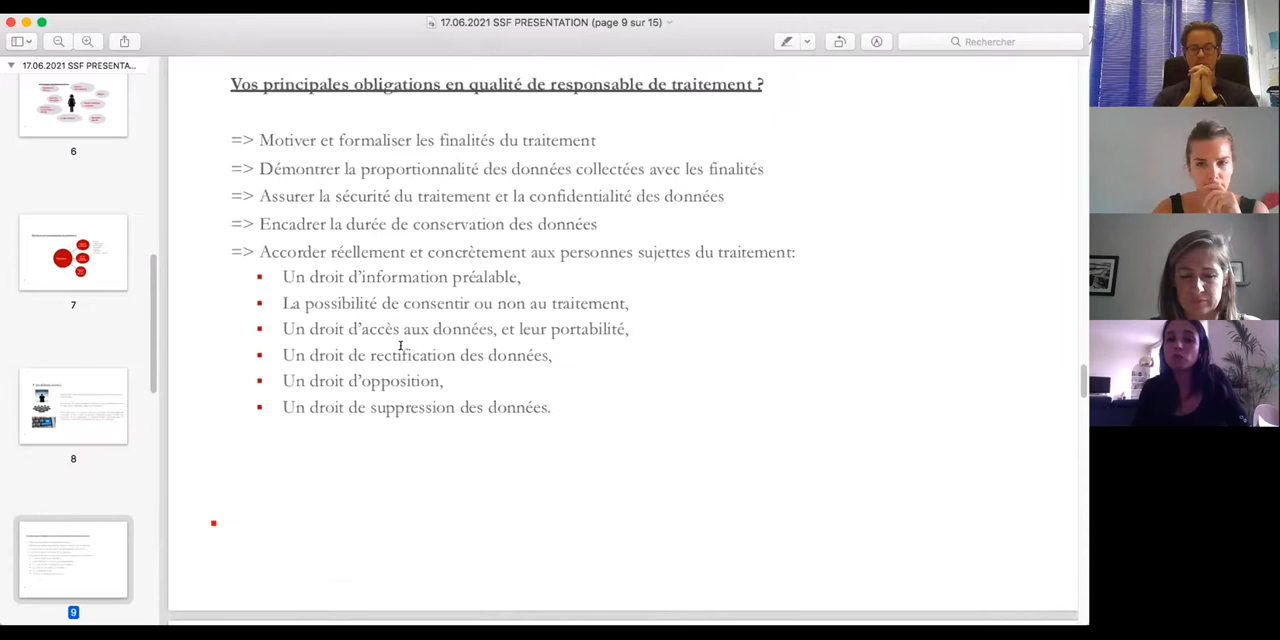 17.06.2021 SSF PRESENTATION (page 9 sur 15)
Rechercher
17.06.2021 SSF PRESENTA...
6
7
8
9
Vos principales obligations en qualité de responsable de traitement ?
=> Motiver et formaliser les finalités du traitement
=> Démontrer la proportionnalité des données collectées avec les finalités
=> Assurer la sécurité du traitement et la confidentialité des données
=> Encadrer la durée de conservation des données
=> Accorder réellement et concrètement aux personnes sujettes du traitement:
▪ Un droit d’information préalable,
▪ La possibilité de consentir ou non au traitement,
▪ Un droit d’accès aux données, et leur portabilité,
▪ Un droit de rectification des données,
▪ Un droit d’opposition,
▪ Un droit de suppression des données.